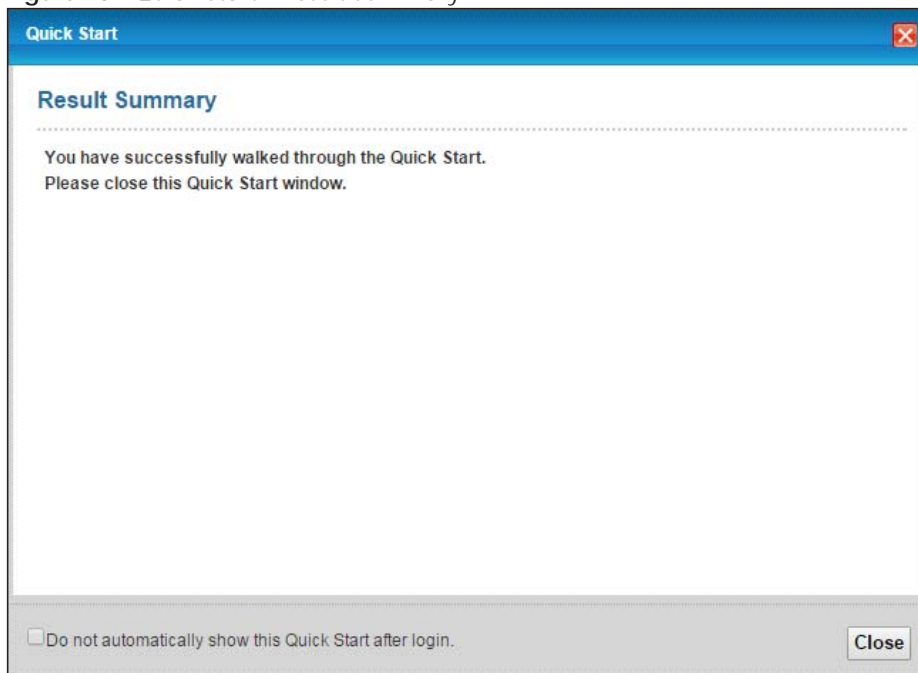 Quick Start
Result Summary
You have successfully walked through the Quick Start.
Please close this Quick Start window.
Do not automatically show this Quick Start after login.
Close